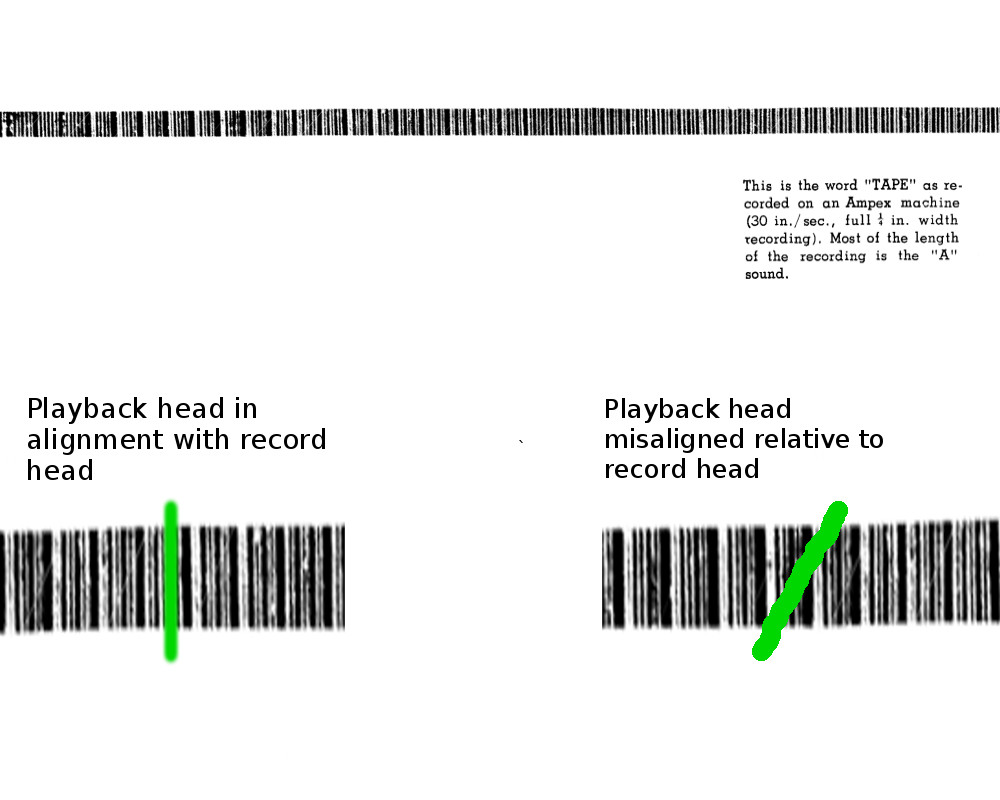 This is the word "TAPE" as re-
corded on an Ampex machine
(30 in./sec., full ¼ in. width
recording). Most of the length
of the recording is the "A"
sound.
Playback head in
alignment with record
head
`
Playback head
misaligned relative to
record head